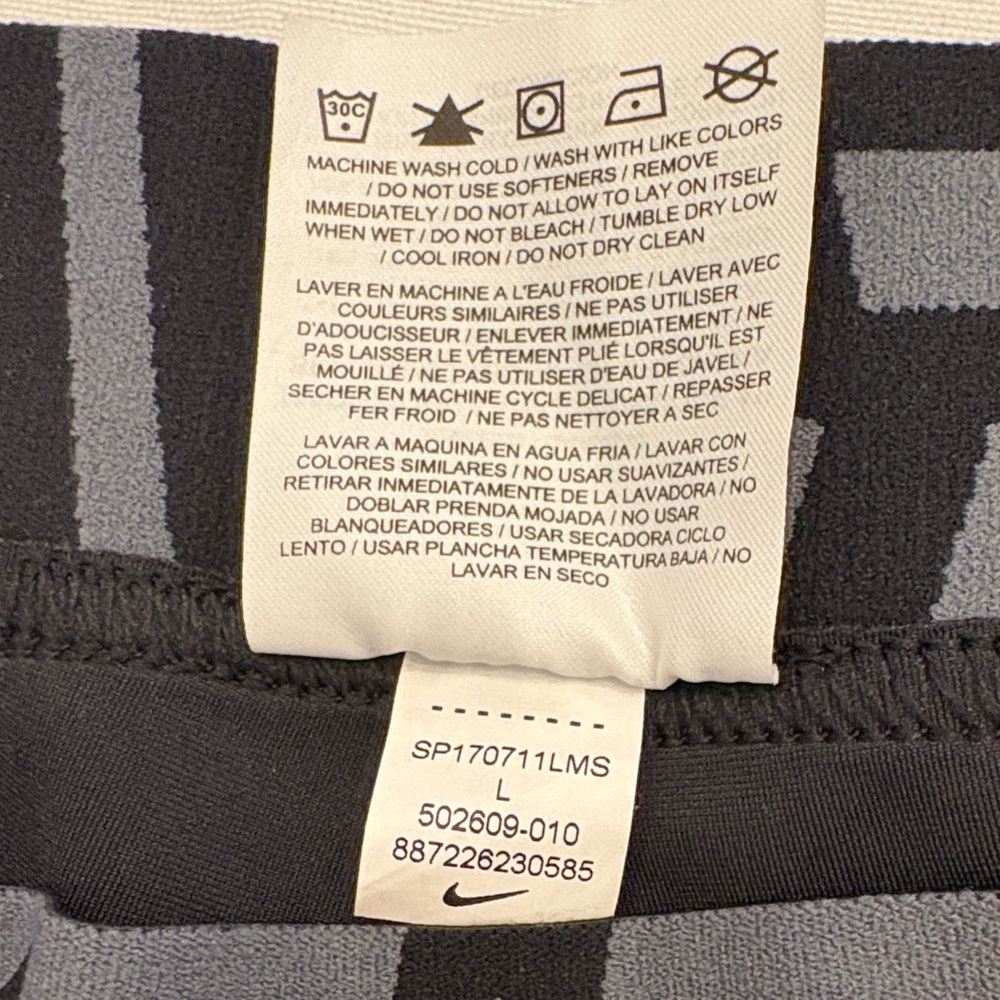 30C
MACHINE WASH COLD / WASH WITH LIKE COLORS
/ DO NOT USE SOFTENERS / REMOVE
IMMEDIATELY / DO NOT ALLOW TO LAY ON ITSELF
WHEN WET / DO NOT BLEACH / TUMBLE DRY LOW
/ COOL IRON / DO NOT DRY CLEAN
LAVER EN MACHINE A L'EAU FROIDE / LAVER AVEC
COULEURS SIMILAIRES / NE PAS UTILISER
D'ADOUCISSEUR / ENLEVER IMMEDIATEMENT / NE
PAS LAISSER LE VÊTEMENT PLIÉ LORSQU'IL EST
MOUILLÉ / NE PAS UTILISER D'EAU DE JAVEL /
SECHER EN MACHINE CYCLE DELICAT / REPASSER
FER FROID / NE PAS NETTOYER A SEC
LAVAR A MAQUINA EN AGUA FRIA / LAVAR CON
COLORES SIMILARES / NO USAR SUAVIZANTES /
RETIRAR INMEDIATAMENTE DE LA LAVADORA / NO
DOBLAR PRENDA MOJADA / NO USAR
BLANQUEADORES / USAR SECADORA CICLO
LENTO / USAR PLANCHA TEMPERATURA BAJA / NO
LAVAR EN SECO
---------
SP170711LMS
L
502609-010
887226230585